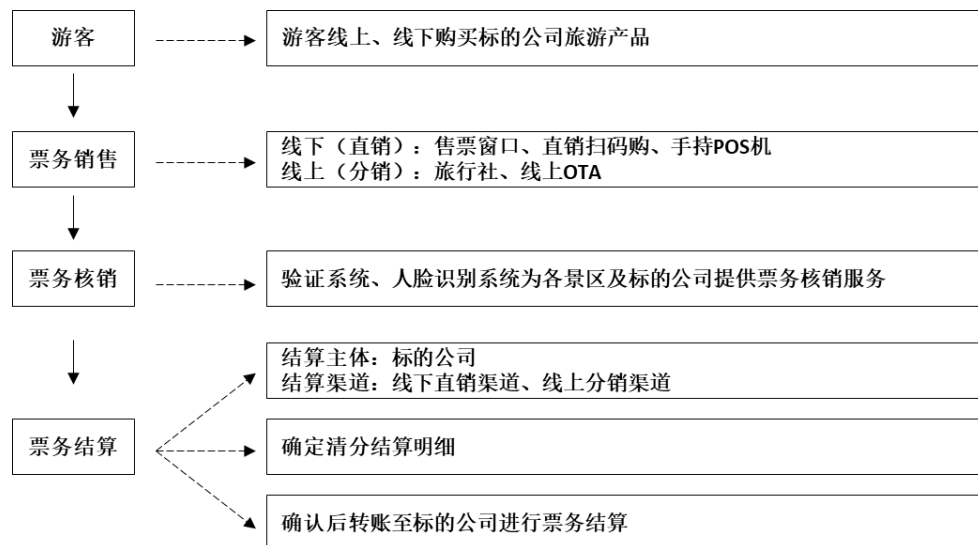 游客
游客线上、线下购买标的公司旅游产品
票务销售
线下（直销）：售票窗口、直销扫码购、手持POS机
线上（分销）：旅行社、线上OTA
票务核销
验证系统、人脸识别系统为各景区及标的公司提供票务核销服务
结算主体：标的公司
结算渠道：线下直销渠道、线上分销渠道
票务结算
确定清分结算明细
确认后转账至标的公司进行票务结算